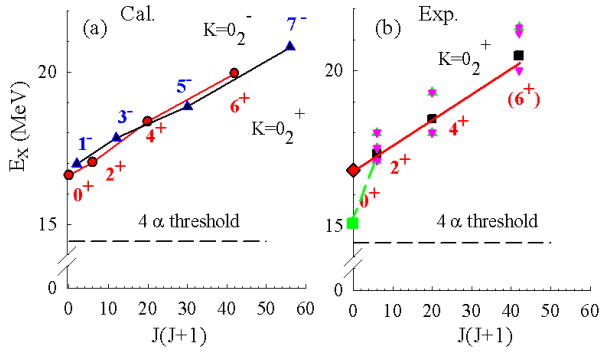 (a) Cal.
K=0₂⁻
7⁻
20
5⁻
3⁻
6⁺
1⁻
4⁺
K=0₂⁺
2⁺
0⁺
Eₓ (MeV)
15
4 α threshold
0
0 10 20 30 40 50 60
J(J+1)
(b) Exp.
20
K=0₂⁺
(6⁺)
4⁺
2⁺
0⁺
15
4 α threshold
0
0 10 20 30 40 50 60
J(J+1)